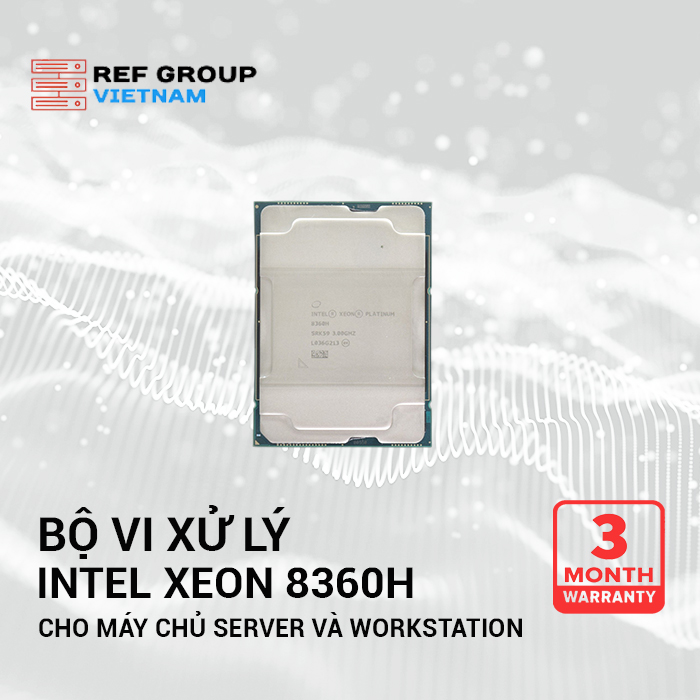 REF GROUP
VIETNAM
INTEL® XEON® PLATINUM
8360H
3.00GHZ
BỘ VI XỬ LÝ
INTEL XEON 8360H
CHO MÁY CHỦ SERVER VÀ WORKSTATION
3
MONTH
WARRANTY